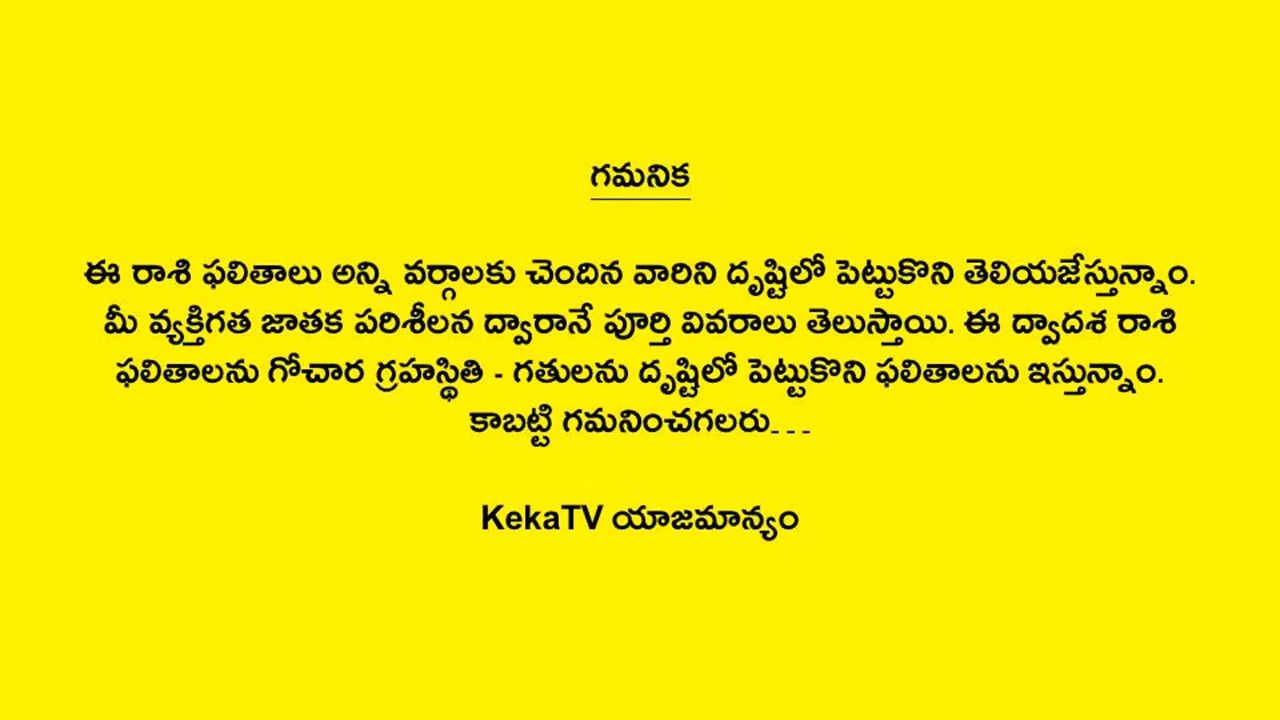 గమనిక
ఈ రాశి ఫలితాలు అన్ని వర్గాలకు చెందిన వారిని దృష్టిలో పెట్టుకొని తెలియజేస్తున్నాం.
మీ వ్యక్తిగత జాతక పరిశీలన ద్వారానే పూర్తి వివరాలు తెలుస్తాయి. ఈ ద్వాదశ రాశి
ఫలితాలను గోచార గ్రహస్థితి - గతులను దృష్టిలో పెట్టుకొని ఫలితాలను ఇస్తున్నాం.
కాబట్టి గమనించగలరు---
KekaTV యాజమాన్యం